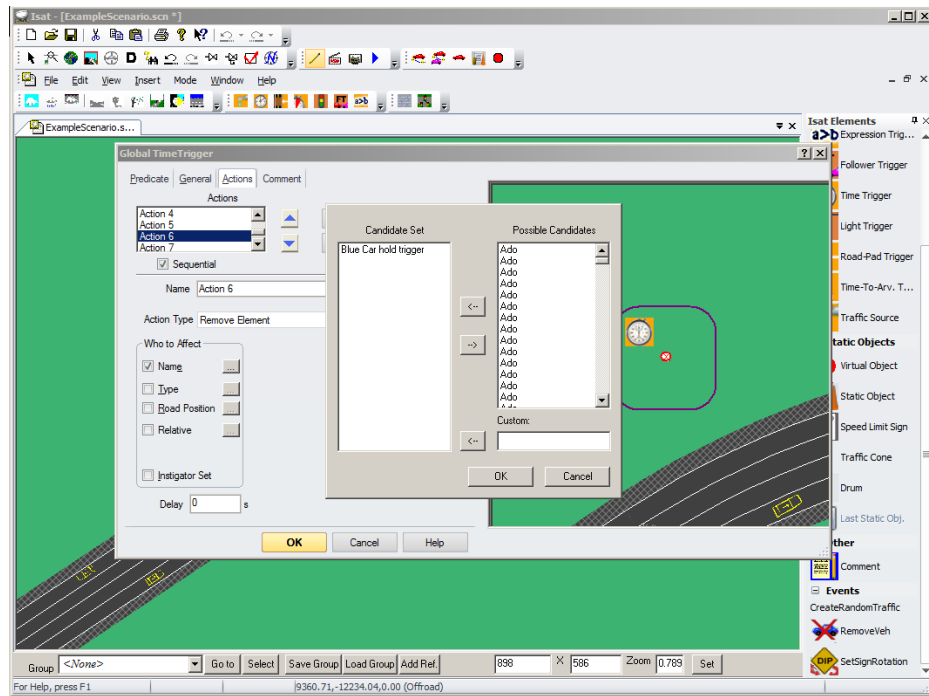 Isat - [ExampleScenario.scn *]
File Edit View Insert Mode Window Help
a>b
ExampleScenario.s...
Isat Elements
a>b Expression Trig...
Follower Trigger
Time Trigger
Light Trigger
Road-Pad Trigger
Time-To-Arv. T...
Traffic Source
tatic Objects
Virtual Object
Static Object
Speed Limit Sign
Traffic Cone
Drum
Last Static Obj.
ther
Comment
Events
CreateRandomTraffic
RemoveVeh
DIP SetSignRotation
Global TimeTrigger
Predicate General Actions Comment
Actions
Action 4
Action 5
Action 6
Action 7
Sequential
Name Action 6
Action Type Remove Element
Who to Affect
Name ...
Type ...
Road Position ...
Relative ...
Instigator Set
Delay 0 s
OK Cancel Help
Candidate Set
Blue Car hold trigger
<--
-->
Possible Candidates
Ado
Ado
Ado
Ado
Ado
Ado
Ado
Ado
Ado
Ado
Ado
Ado
Ado
Ado
Custom:
<--
OK Cancel
Group <None> Go to Select Save Group Load Group Add Ref. 898 X 586 Zoom 0.789 Set
For Help, press F1 9360.71,-12234.04,0.00 (Offroad)